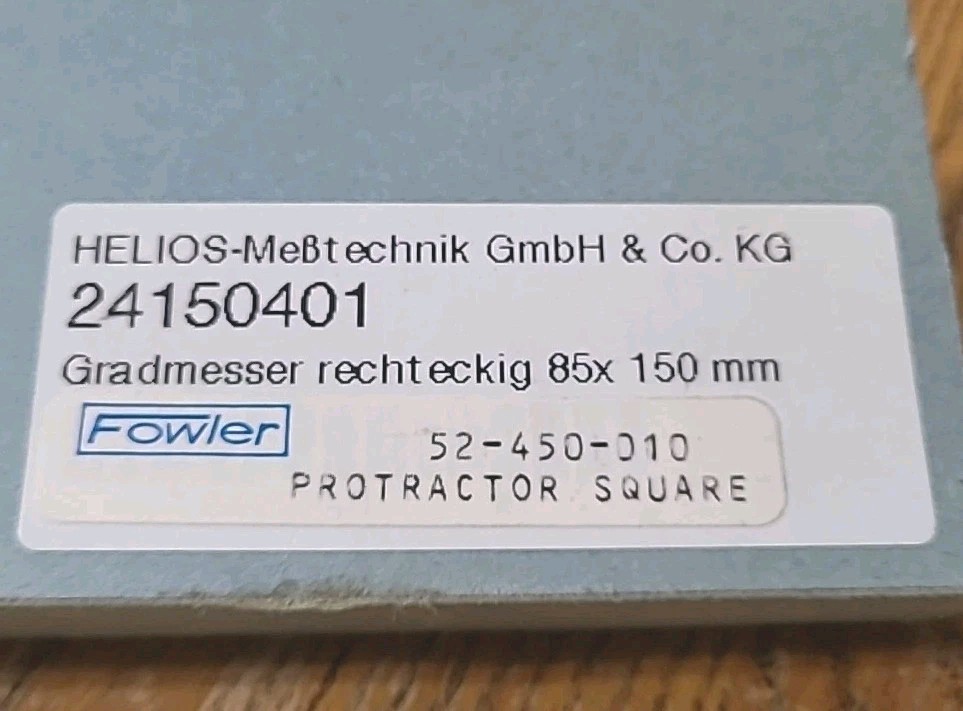 HELIOS-Meßtechnik GmbH & Co. KG
24150401
Gradmesser rechteckig 85x 150 mm
Fowler
52-450-010
PROTRACTOR SQUARE